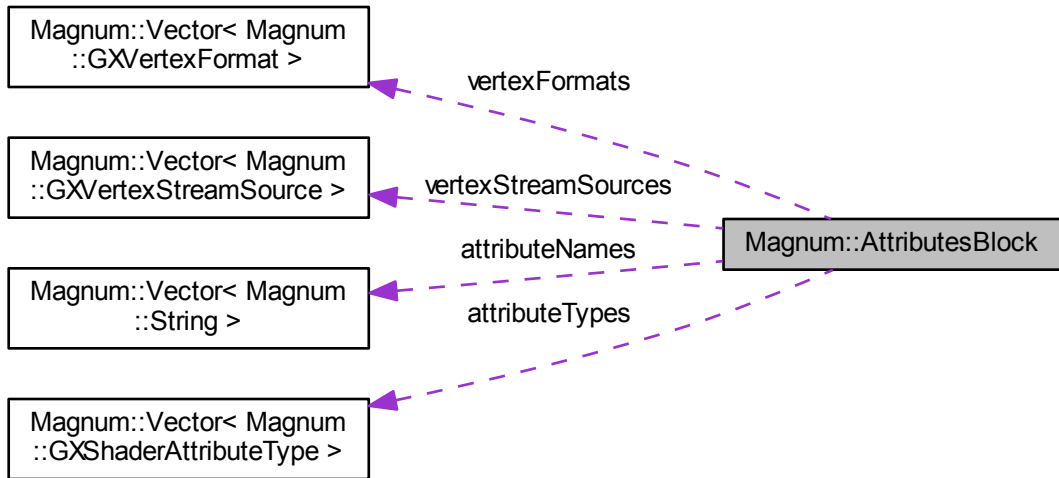 Magnum::Vector< Magnum
::GXVertexFormat >
vertexFormats
Magnum::Vector< Magnum
::GXVertexStreamSource >
vertexStreamSources
Magnum::AttributesBlock
attributeNames
Magnum::Vector< Magnum
::String >
attributeTypes
Magnum::Vector< Magnum
::GXShaderAttributeType >